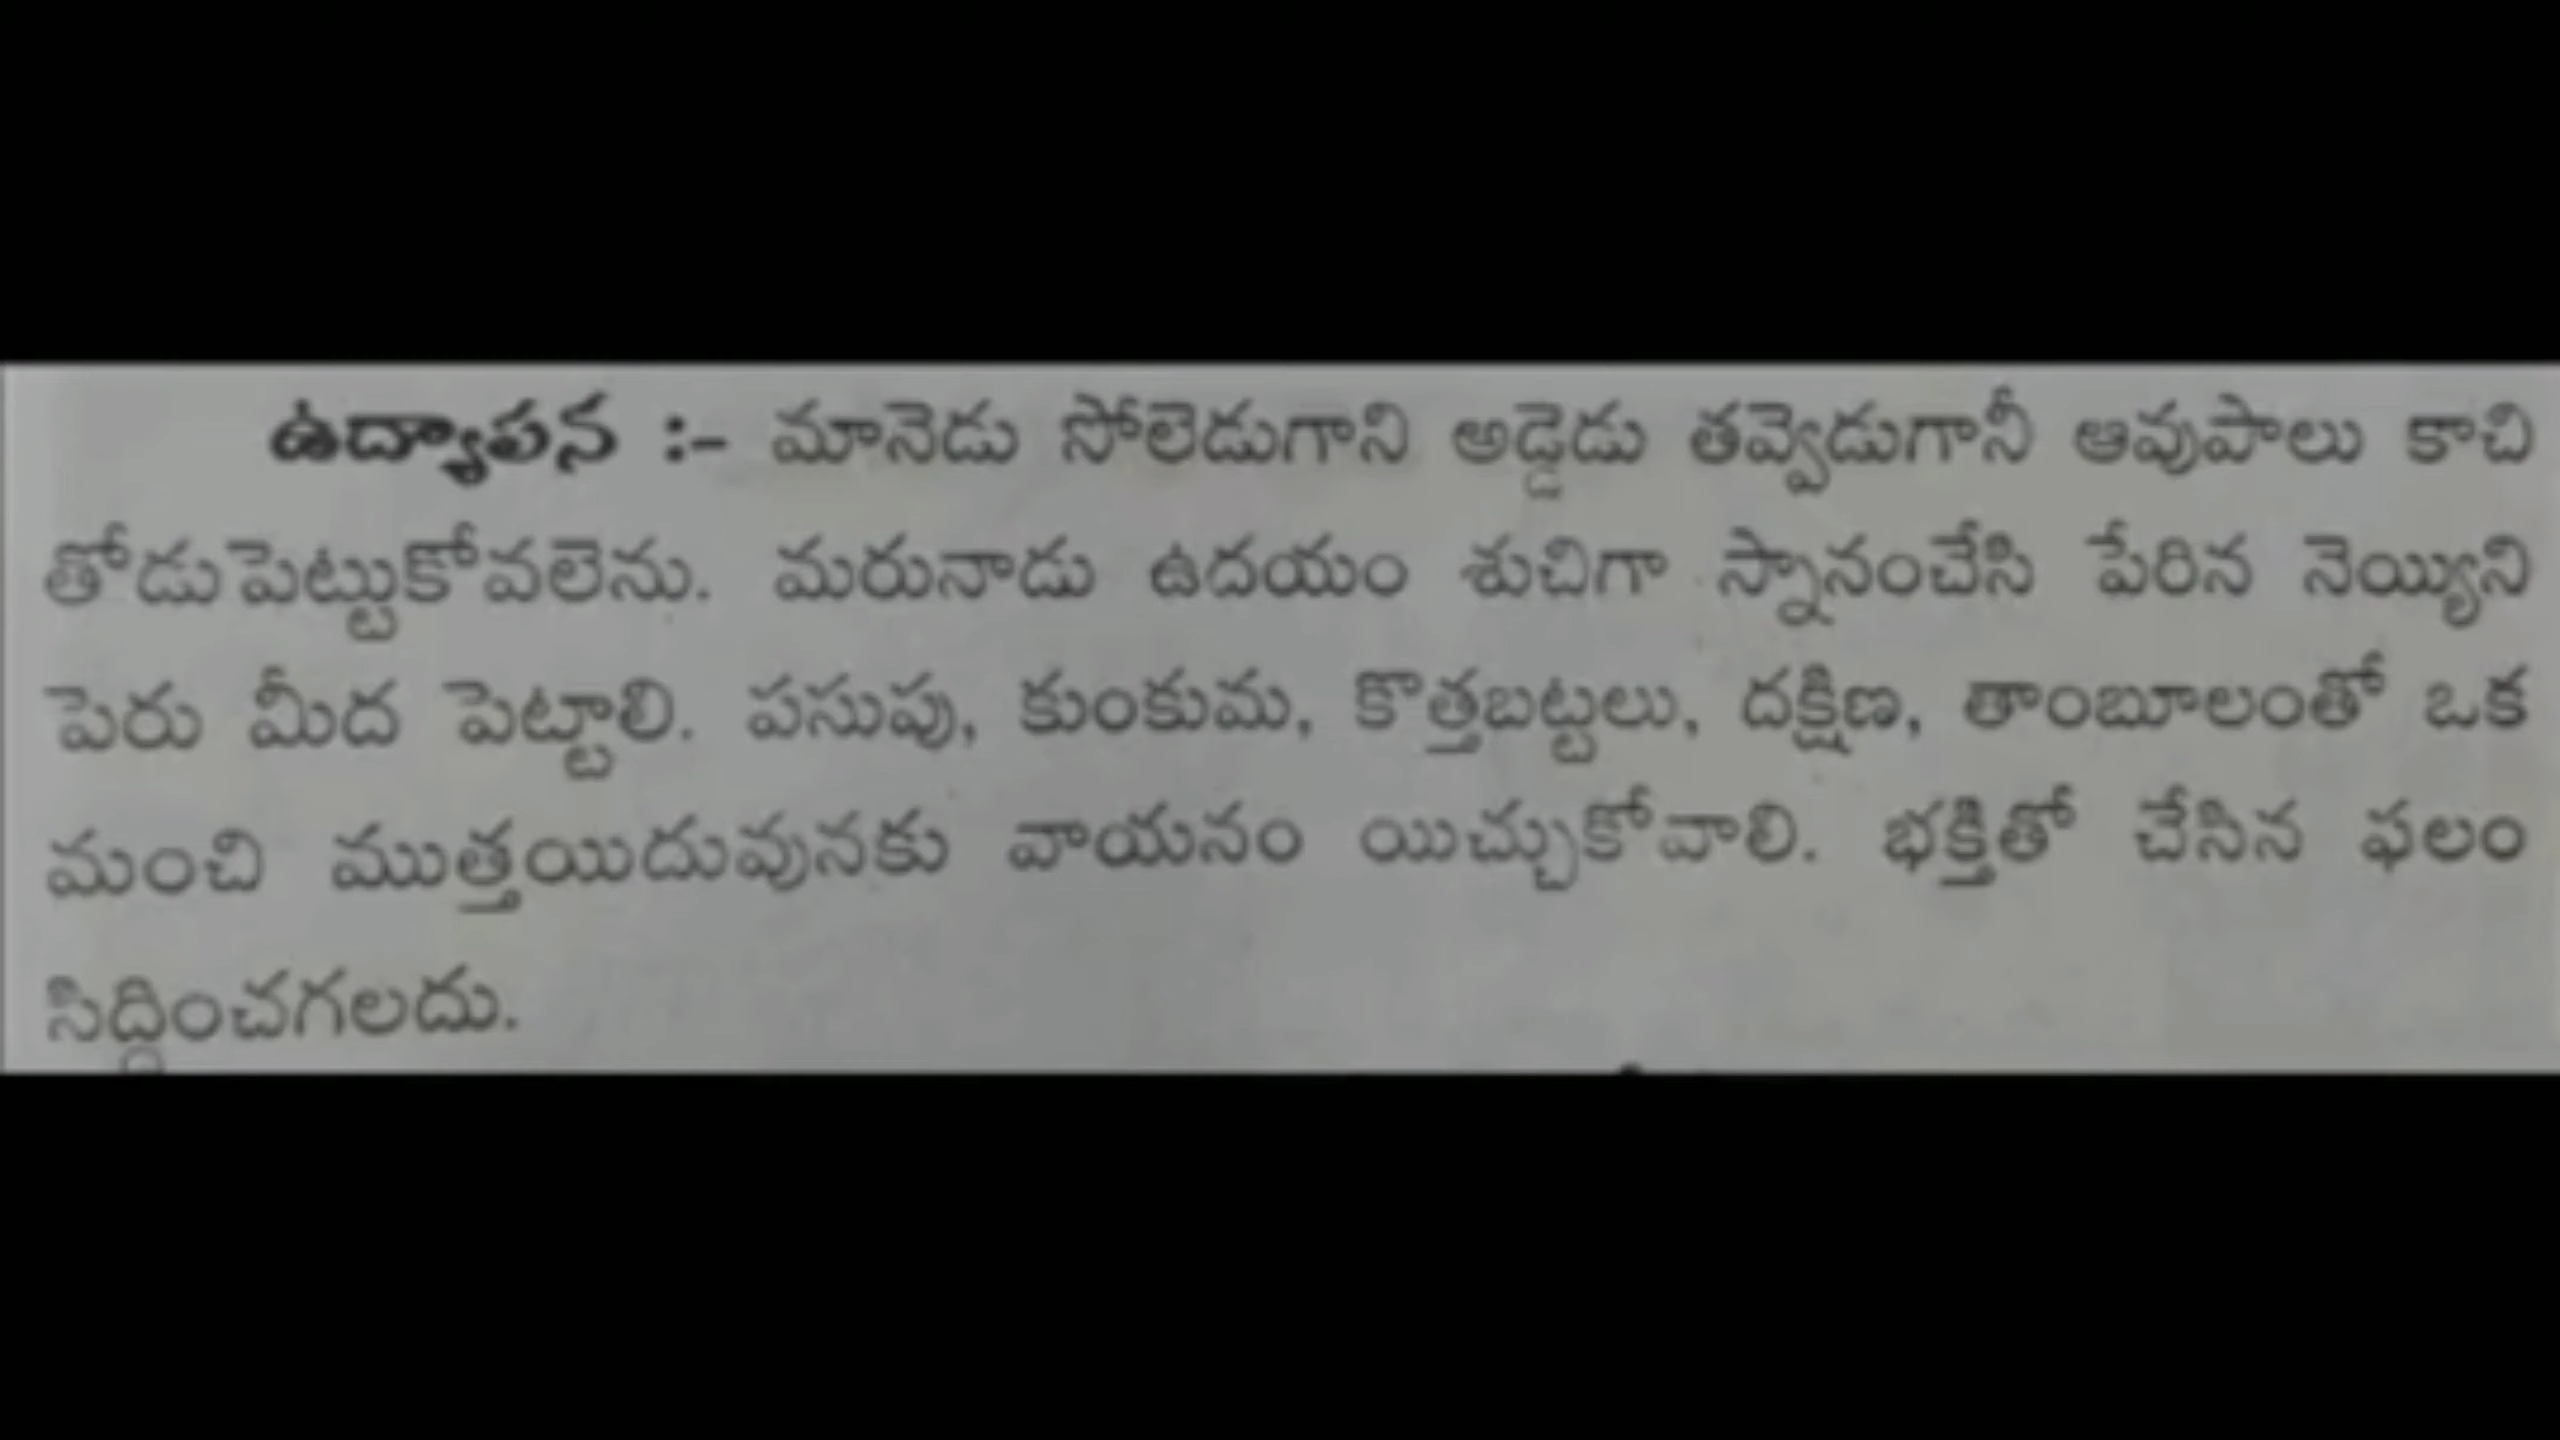 ఉద్యాపన :- మానెడు సోలెడుగాని అడ్డెడు తవ్వెడుగానీ ఆవుపాలు కాచి
తోడుపెట్టుకోవలెను. మరునాడు ఉదయం శుచిగా స్నానంచేసి పేరిన నెయ్యిని
పెరు మీద పెట్టాలి. పసుపు, కుంకుమ, కొత్తబట్టలు, దక్షిణ, తాంబూలంతో ఒక
మంచి ముత్తయిదువునకు వాయనం యిచ్చుకోవాలి. భక్తితో చేసిన ఫలం
సిద్దించగలదు.